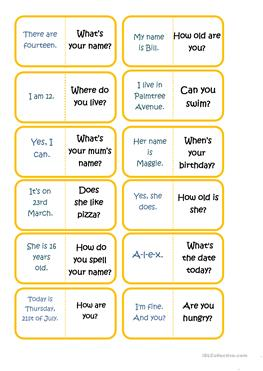 There are
fourteen.
What's
your name?
My name
is Bill.
How old are
you?
I am 12.
Where do
you live?
I live in
Palmtree
Avenue.
Can you
swim?
Yes, I
can.
What's
your mum's
name?
Her name
is
Maggie.
When's
your
birthday?
It's on
23rd
March.
Does
she like
pizza?
Yes, she
does.
How old is
she?
She is 16
years
old.
How do
you spell
your name?
A-l-e-x.
What's
the date
today?
Today is
Thursday,
21st of July.
How are
you?
I'm fine.
And you?
Are you
hungry?
iSLCollective.com